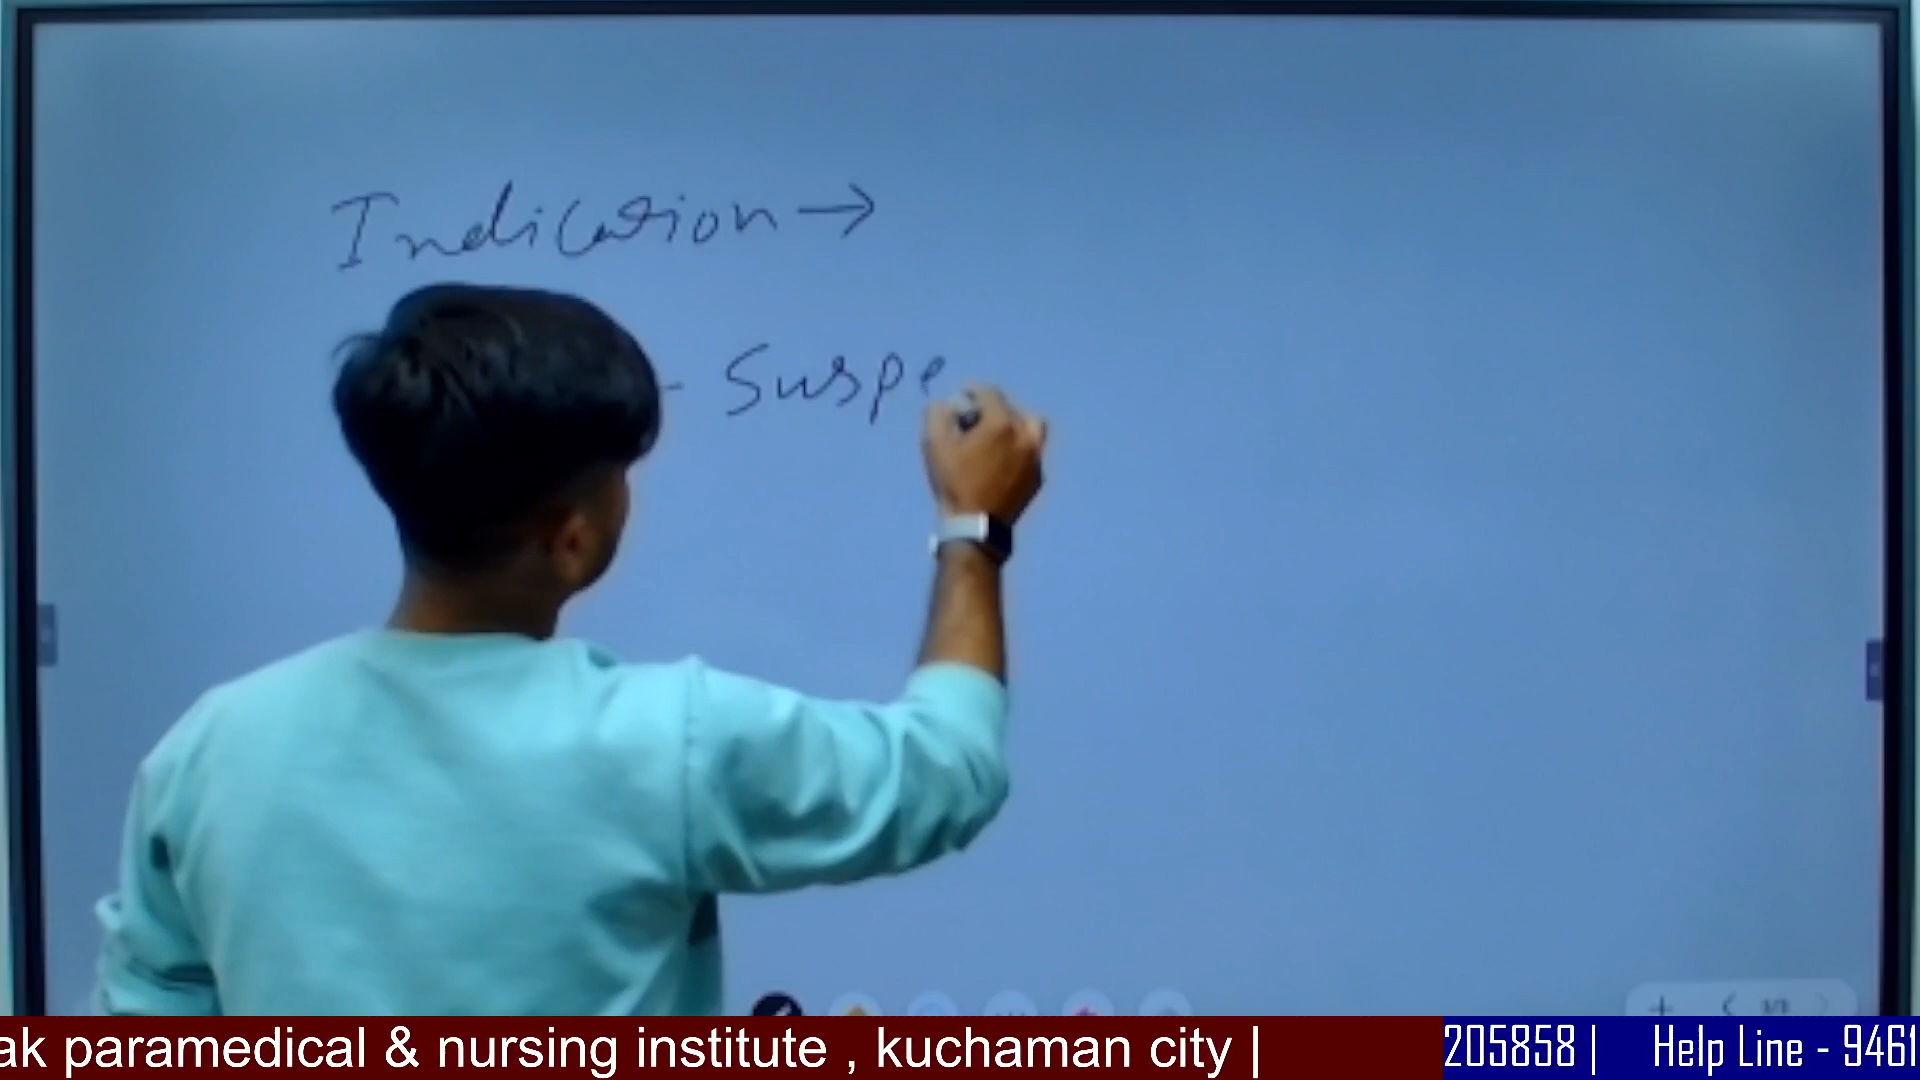 Indication →
- Suspe
ak paramedical & nursing institute , kuchaman city | 205858 | Help Line - 9461